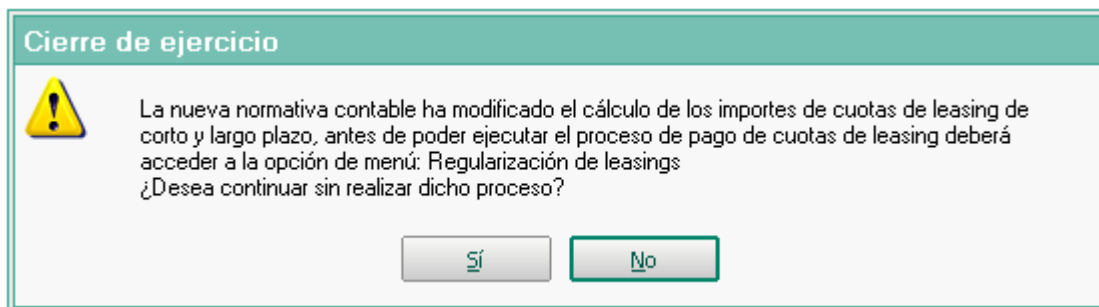 Cierre de ejercicio
La nueva normativa contable ha modificado el cálculo de los importes de cuotas de leasing de
corto y largo plazo, antes de poder ejecutar el proceso de pago de cuotas de leasing deberá
acceder a la opción de menú: Regularización de leasings
¿Desea continuar sin realizar dicho proceso?
Sí No